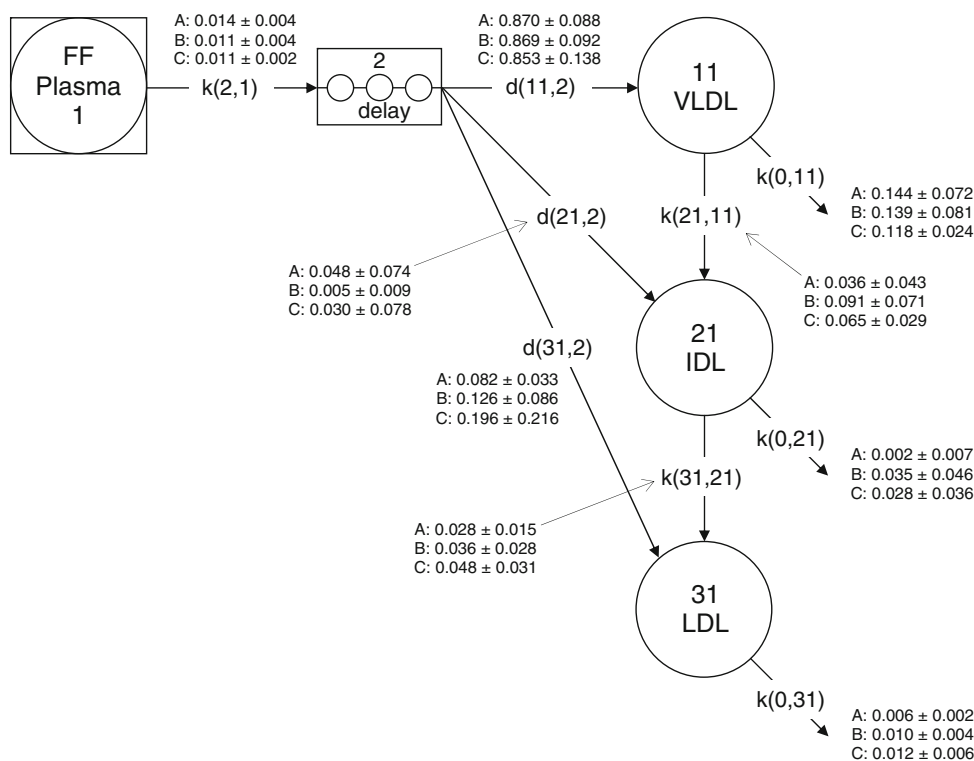 A: 0.014 ± 0.004
B: 0.011 ± 0.004
C: 0.011 ± 0.002
A: 0.870 ± 0.088
B: 0.869 ± 0.092
C: 0.853 ± 0.138
FF
Plasma
1
k(2,1)
2
delay
d(11,2)
11
VLDL
k(0,11)
A: 0.144 ± 0.072
B: 0.139 ± 0.081
C: 0.118 ± 0.024
d(21,2)
k(21,11)
A: 0.048 ± 0.074
B: 0.005 ± 0.009
C: 0.030 ± 0.078
A: 0.036 ± 0.043
B: 0.091 ± 0.071
C: 0.065 ± 0.029
21
IDL
d(31,2)
A: 0.082 ± 0.033
B: 0.126 ± 0.086
C: 0.196 ± 0.216
k(0,21)
A: 0.002 ± 0.007
B: 0.035 ± 0.046
C: 0.028 ± 0.036
k(31,21)
A: 0.028 ± 0.015
B: 0.036 ± 0.028
C: 0.048 ± 0.031
31
LDL
k(0,31)
A: 0.006 ± 0.002
B: 0.010 ± 0.004
C: 0.012 ± 0.006